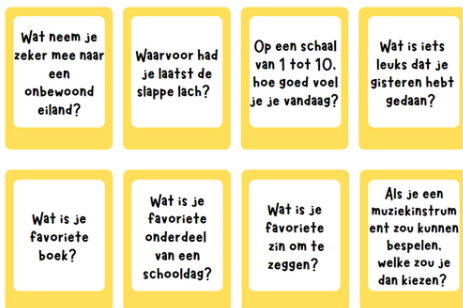 Wat neem je
zeker mee naar
een
onbewoond
eiland?
Waarvoor had
je laatst de
slappe lach?
Op een schaal
van 1 tot 10,
hoe goed voel
je je vandaag?
Wat is iets
leuks dat je
gisteren hebt
gedaan?
Wat is je
favoriete
boek?
Wat is je
favoriete
onderdeel
van een
schooldag?
Wat is je
favoriete
zin om te
zeggen?
Als je een
muziekinstrum
ent zou kunnen
bespelen,
welke zou je
dan kiezen?